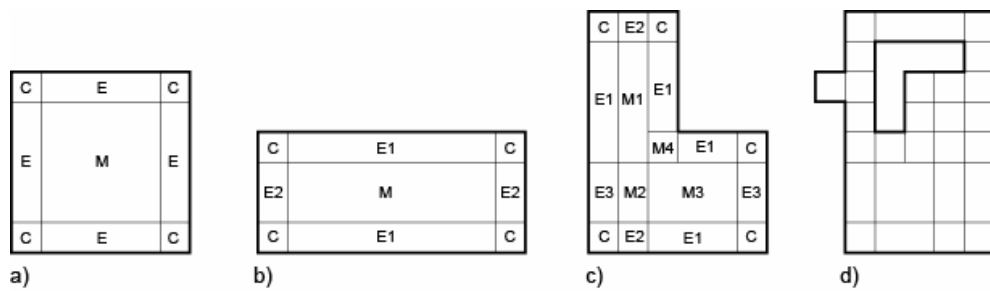 C E2 C
E1 M1 E1
C E C
M4 E1 C
C E1 C
E M E
E2 M E2
E3 M2 M3 E3
C E C
C E1 C
C E2 E1 C
a) b) c) d)